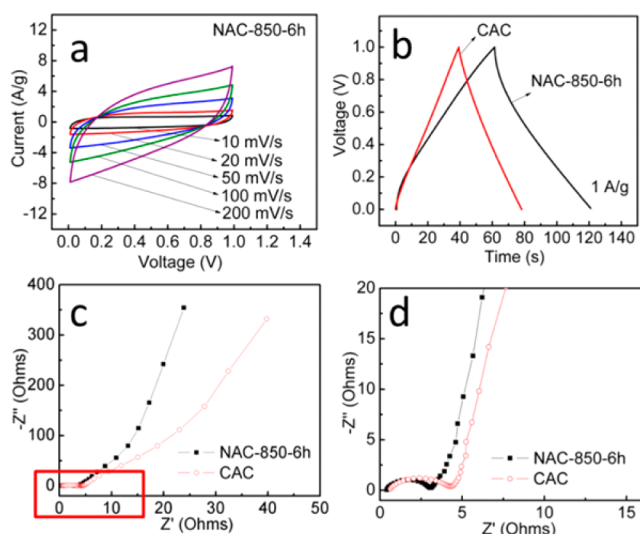 a
NAC-850-6h
Current (A/g)
12
8
4
0
-4
-8
-12
10 mV/s
20 mV/s
50 mV/s
100 mV/s
200 mV/s
0.0 0.2 0.4 0.6 0.8 1.0 1.2 1.4
Voltage (V)
b
CAC
NAC-850-6h
1 A/g
Voltage (V)
1.0
0.8
0.6
0.4
0.2
0.0
0 20 40 60 80 100 120 140
Time (s)
c
-Z'' (Ohms)
400
300
200
100
0
NAC-850-6h
CAC
0 10 20 30 40 50
Z' (Ohms)
d
-Z'' (Ohms)
20
15
10
5
0
NAC-850-6h
CAC
0 5 10 15
Z' (Ohms)